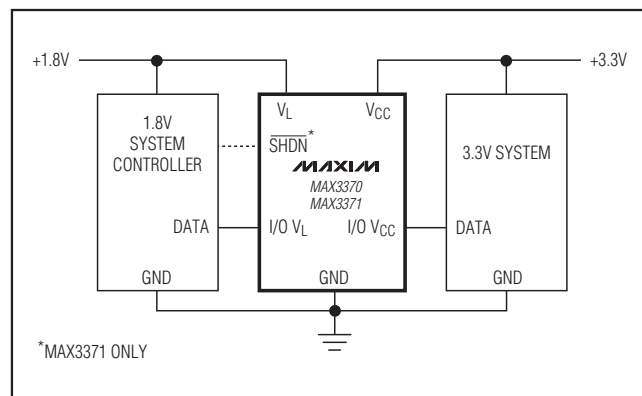 +1.8V
+3.3V
1.8V
SYSTEM
CONTROLLER
DATA
GND
VL
VCC
SHDN*
MAXIM
MAX3370
MAX3371
I/O VL
I/O VCC
GND
3.3V SYSTEM
DATA
GND
*MAX3371 ONLY